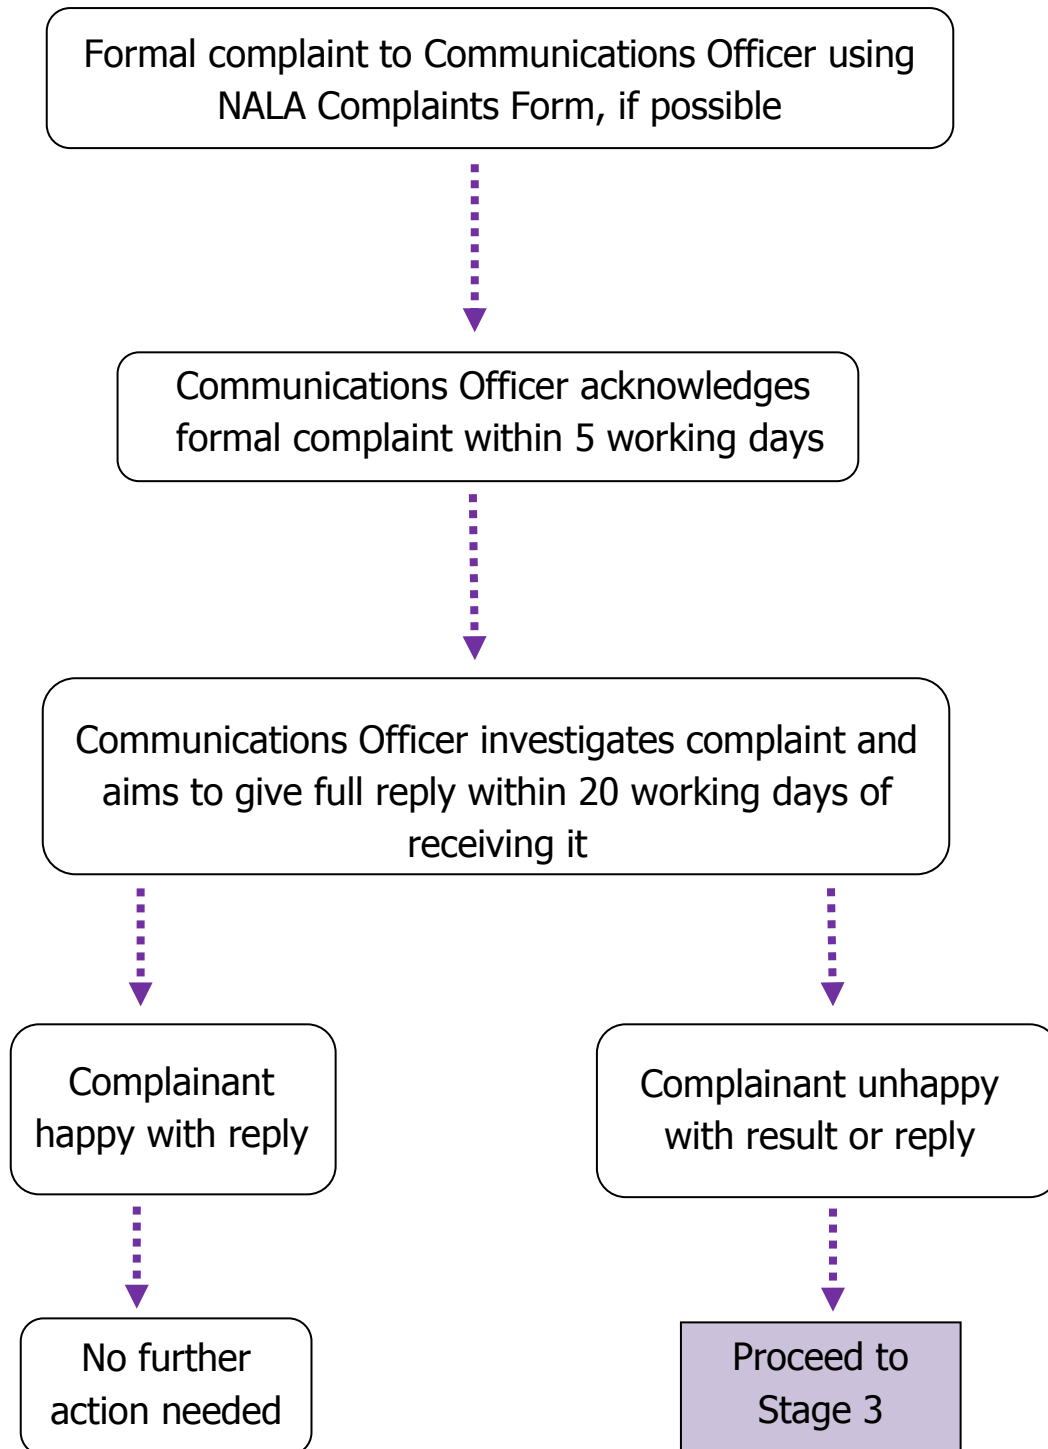 Formal complaint to Communications Officer using
NALA Complaints Form, if possible
Communications Officer acknowledges
formal complaint within 5 working days
Communications Officer investigates complaint and
aims to give full reply within 20 working days of
receiving it
Complainant
happy with reply
Complainant unhappy
with result or reply
No further
action needed
Proceed to
Stage 3